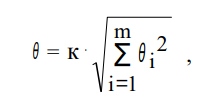 θ = κ · √(∑_{i=1}^{m} θ_i²) ,